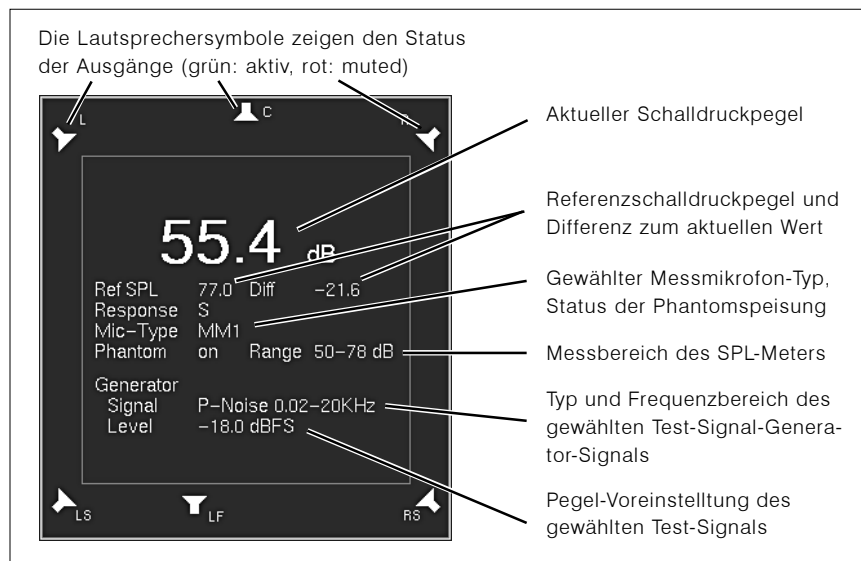 Die Lautsprechersymbole zeigen den Status
der Ausgänge (grün: aktiv, rot: muted)
L
C
R
Aktueller Schalldruckpegel
55.4 dB
Referenzschalldruckpegel und
Differenz zum aktuellen Wert
Ref SPL 77.0 Diff -21.6
Response S
Mic-Type MM1
Phantom on Range 50-78 dB
Gewählter Messmikrofon-Typ,
Status der Phantomspeisung
Messbereich des SPL-Meters
Generator
Signal P-Noise 0.02-20KHz
Level -18.0 dBFS
Typ und Frequenzbereich des
gewählten Test-Signal-Genera-
tor-Signals
Pegel-Voreinstelltung des
gewählten Test-Signals
LS
LF
RS